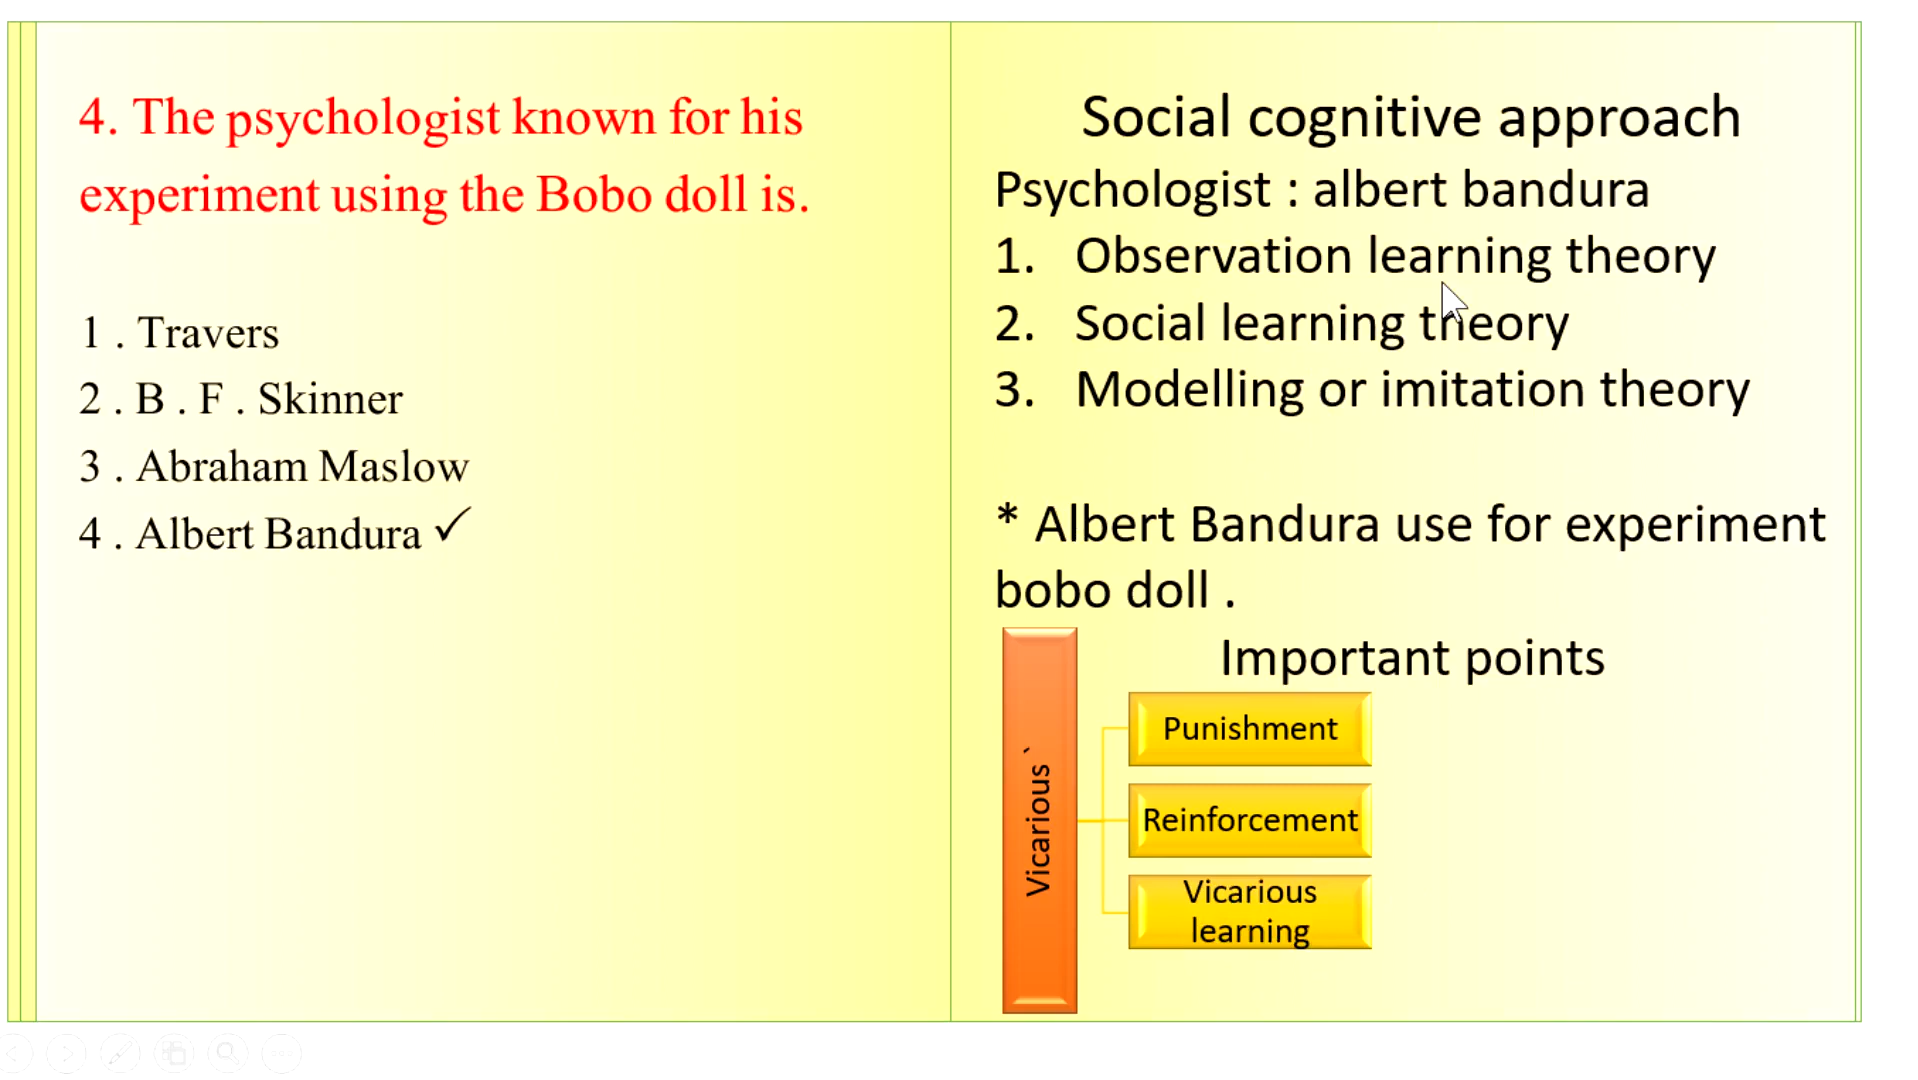 4. The psychologist known for his
experiment using the Bobo doll is.
1 . Travers
2 . B . F . Skinner
3 . Abraham Maslow
4 . Albert Bandura ✓
Social cognitive approach
Psychologist : albert bandura
1. Observation learning theory
2. Social learning theory
3. Modelling or imitation theory
* Albert Bandura use for experiment
bobo doll .
Important points
Vicarious `
Punishment
Reinforcement
Vicarious
learning